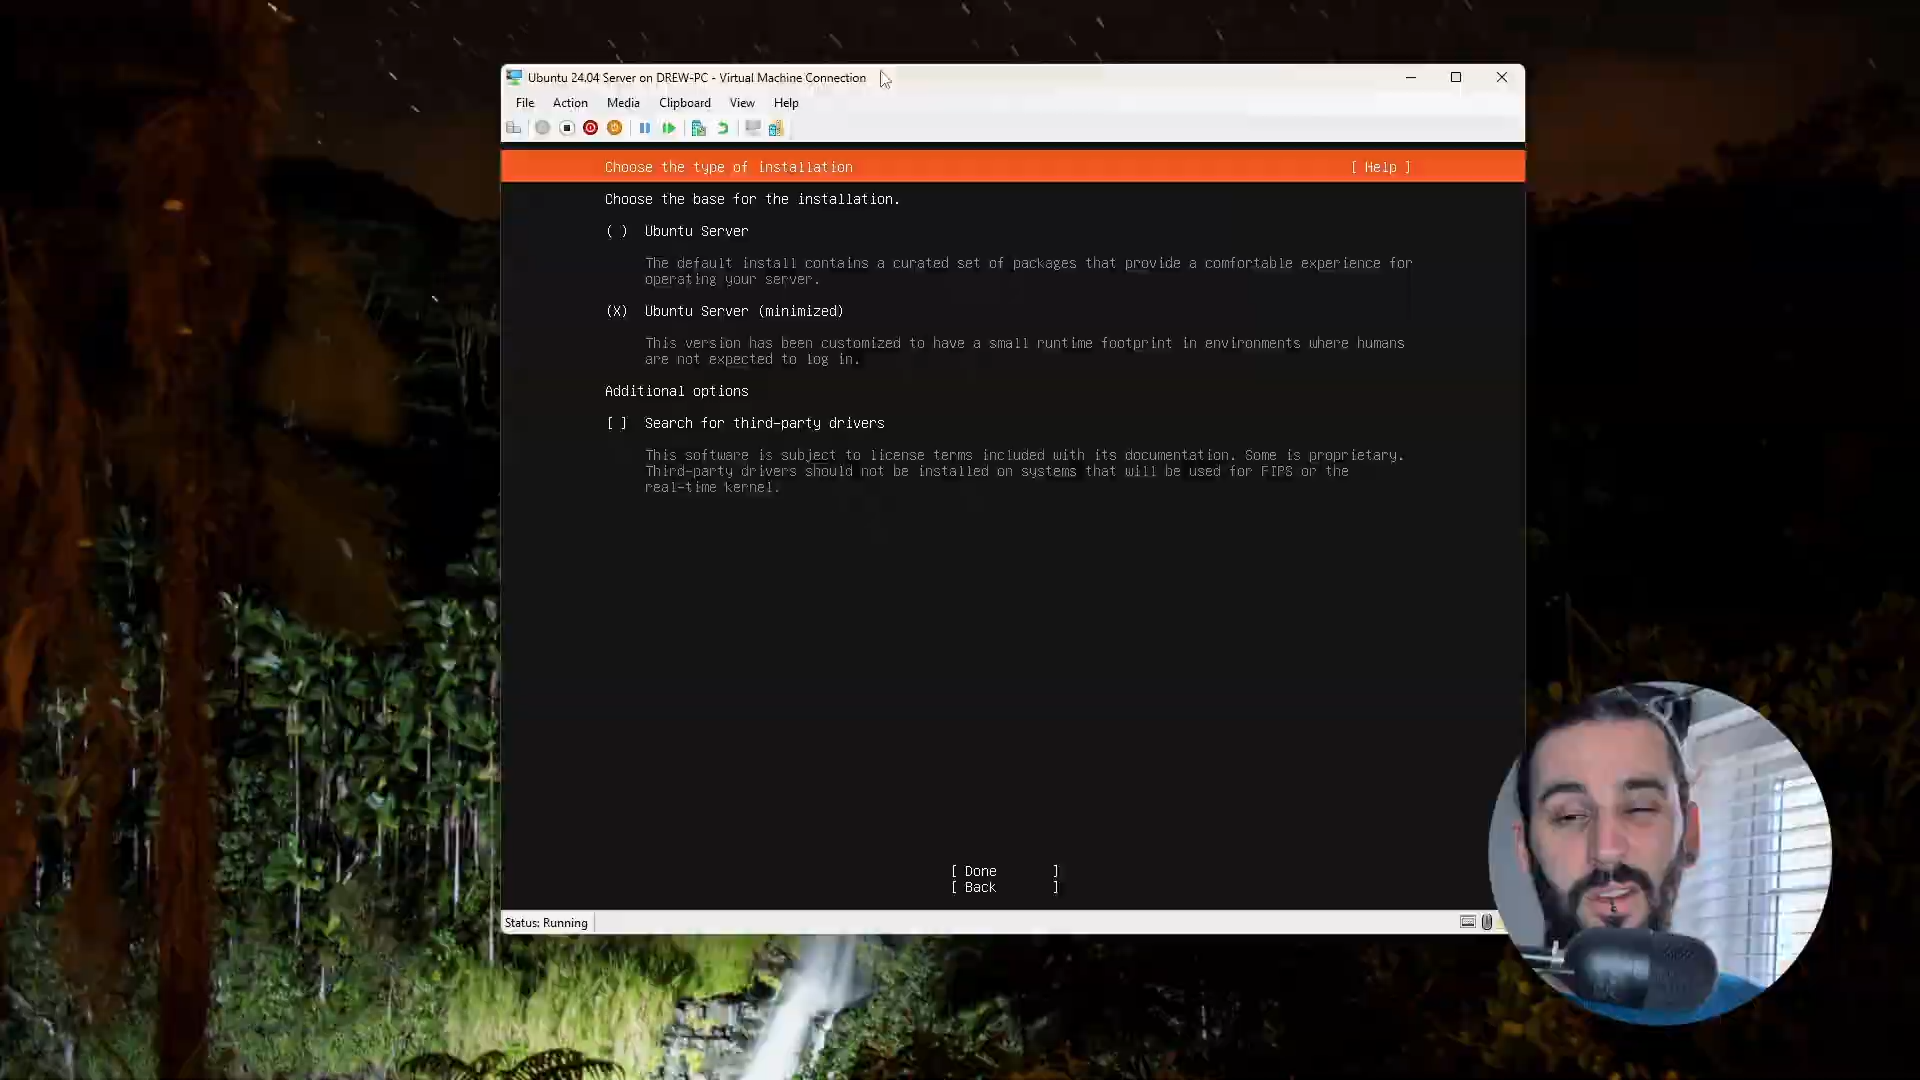 Ubuntu 24.04 Server on DREW-PC - Virtual Machine Connection
File Action Media Clipboard View Help
Choose the type of installation [ Help ]
Choose the base for the installation.
( ) Ubuntu Server
The default install contains a curated set of packages that provide a comfortable experience for
operating your server.
(X) Ubuntu Server (minimized)
This version has been customized to have a small runtime footprint in environments where humans
are not expected to log in.
Additional options
[ ] Search for third-party drivers
This software is subject to license terms included with its documentation. Some is proprietary.
Third-party drivers should not be installed on systems that will be used for FIPS or the
real-time kernel.
[ Done ]
[ Back ]
Status: Running